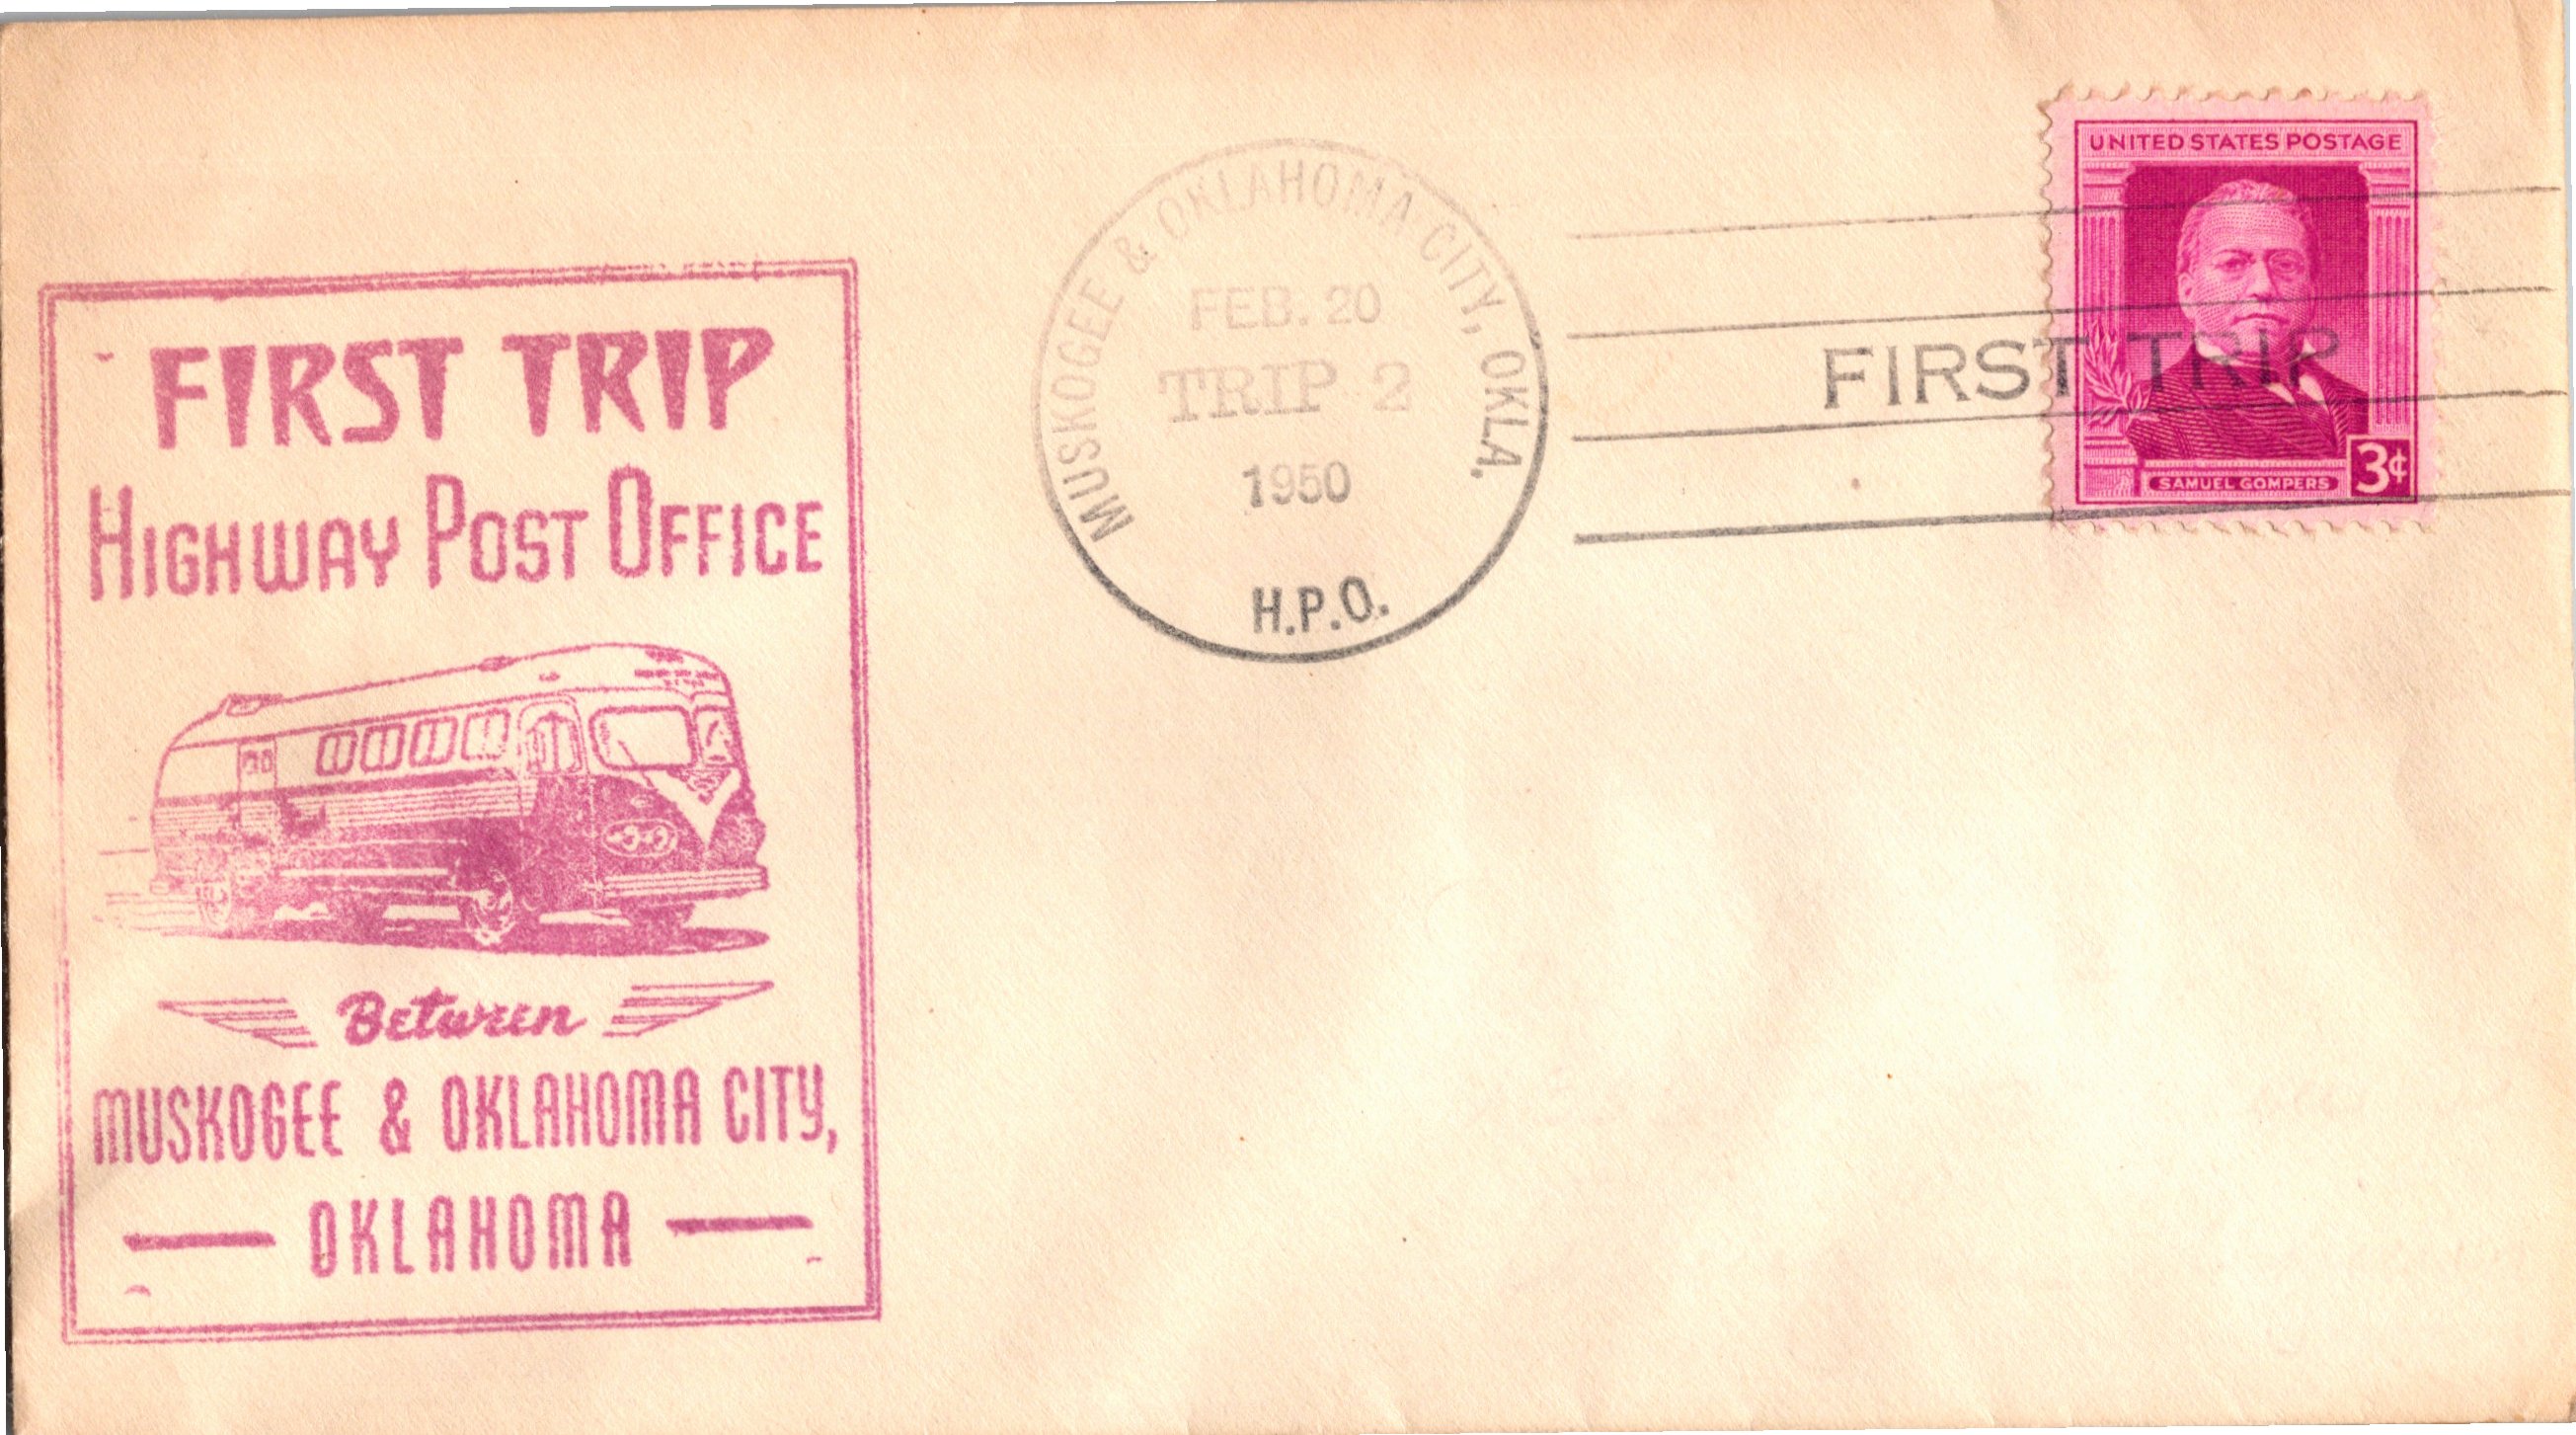 FIRST TRIP
HIGHWAY POST OFFICE
Between
MUSKOGEE & OKLAHOMA CITY,
OKLAHOMA
MUSKOGEE & OKLAHOMA CITY, OKLA.
FEB. 20
TRIP 2
1950
H.P.O.
FIRST TRIP
UNITED STATES POSTAGE
SAMUEL GOMPERS
3¢